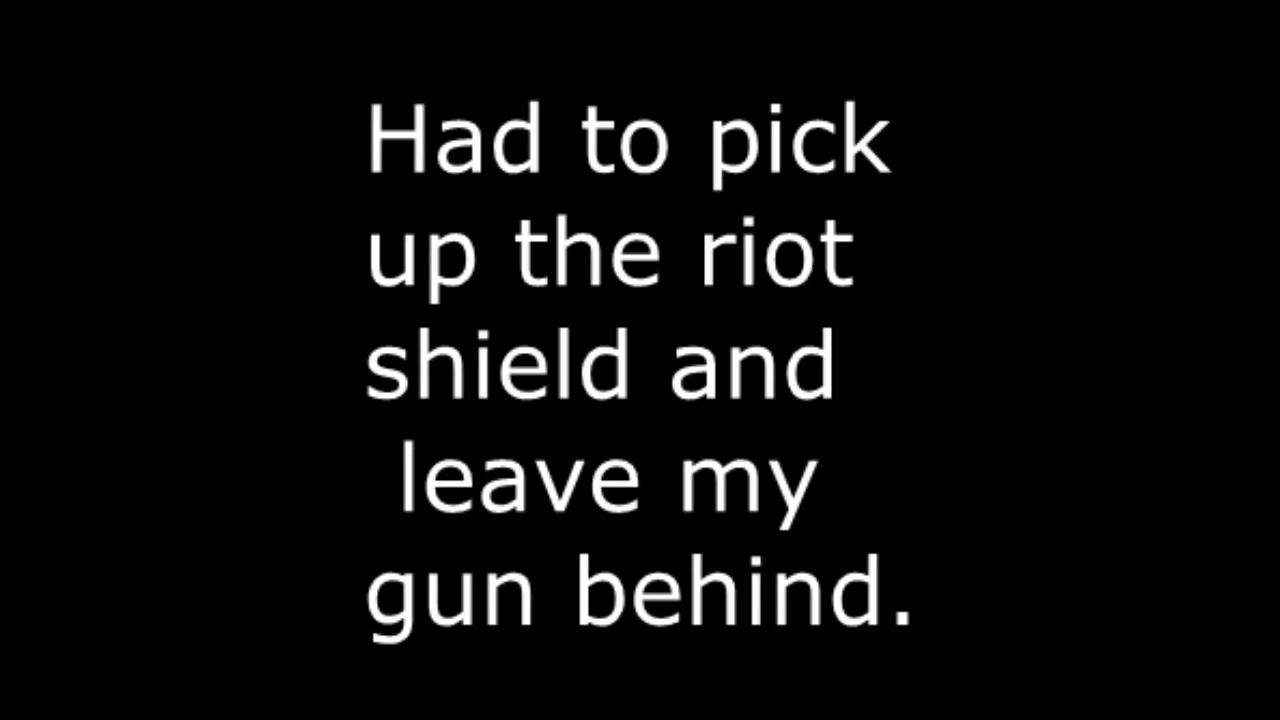 Had to pick
up the riot
shield and
leave my
gun behind.